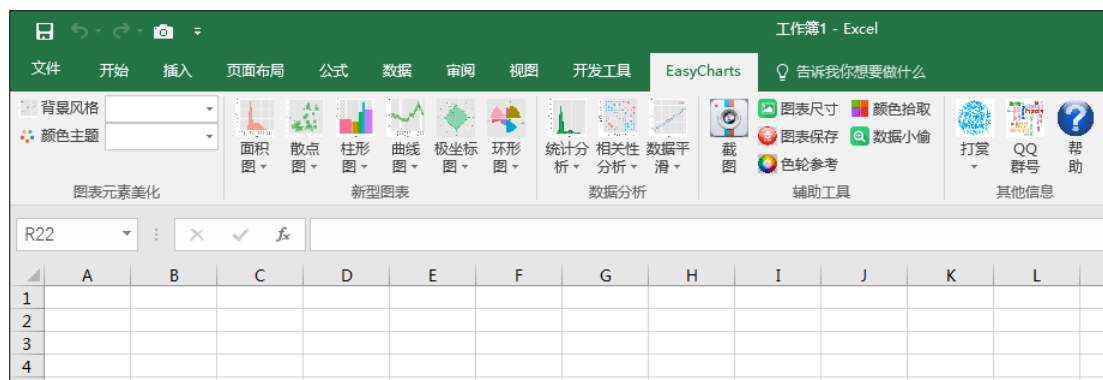 工作簿1 - Excel
文件 开始 插入 页面布局 公式 数据 审阅 视图 开发工具 EasyCharts 告诉我你想要做什么
背景风格
颜色主题
图表元素美化
面积图 散点图 柱形图 曲线图 极坐标图 环形图
新型图表
统计分析 相关性分析 数据平滑
数据分析
截图
图表尺寸 颜色拾取
图表保存 数据小偷
色轮参考
辅助工具
打赏 QQ群号 帮助
其他信息
R22 fx
A B C D E F G H I J K L
1
2
3
4